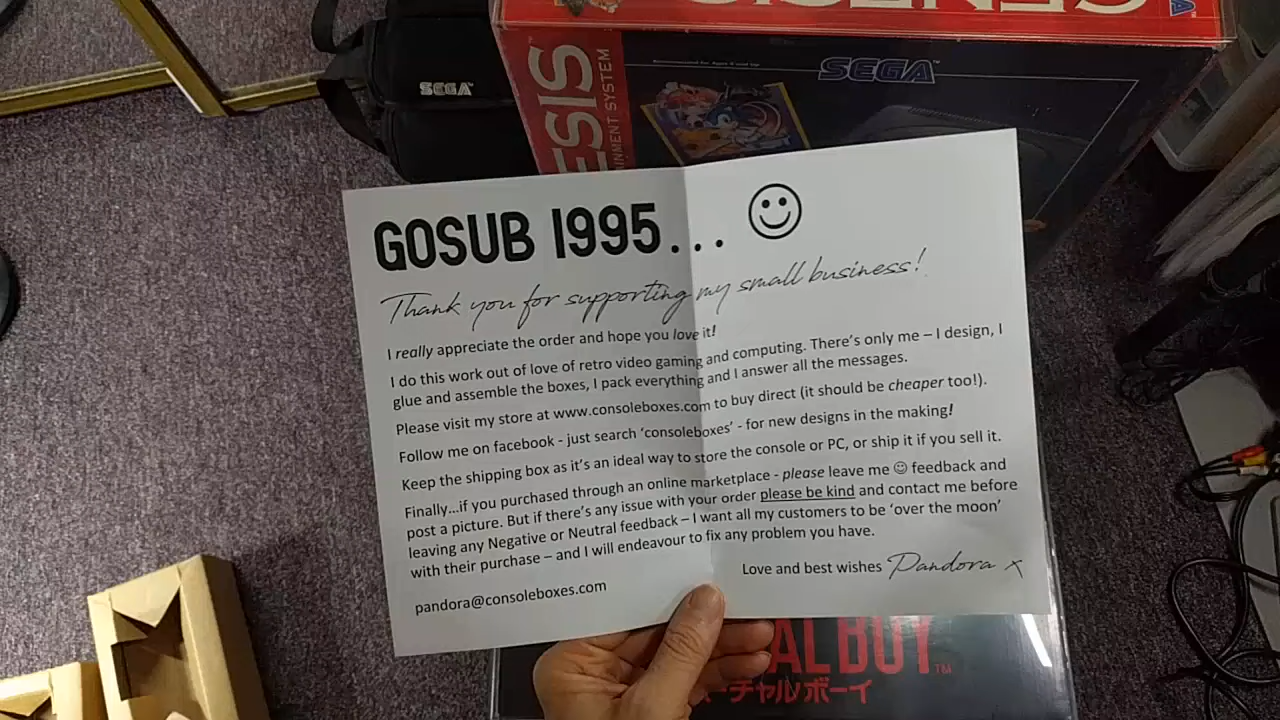 GENESIS
SEGA
SEGA™
ESIS
AINMENT SYSTEM
SEGA™
GOSUB 1995... ☺
Thank you for supporting my small business!
I really appreciate the order and hope you love it!
I do this work out of love of retro video gaming and computing. There's only me – I design, I
glue and assemble the boxes, I pack everything and I answer all the messages.
Please visit my store at www.consoleboxes.com to buy direct (it should be cheaper too!).
Follow me on facebook - just search 'consoleboxes' - for new designs in the making!
Keep the shipping box as it's an ideal way to store the console or PC, or ship it if you sell it.
Finally...if you purchased through an online marketplace - please leave me ☺ feedback and
post a picture. But if there's any issue with your order please be kind and contact me before
leaving any Negative or Neutral feedback – I want all my customers to be 'over the moon'
with their purchase – and I will endeavour to fix any problem you have.
Love and best wishes Pandora x
pandora@consoleboxes.com
AL BOY™
ーチャルボーイ